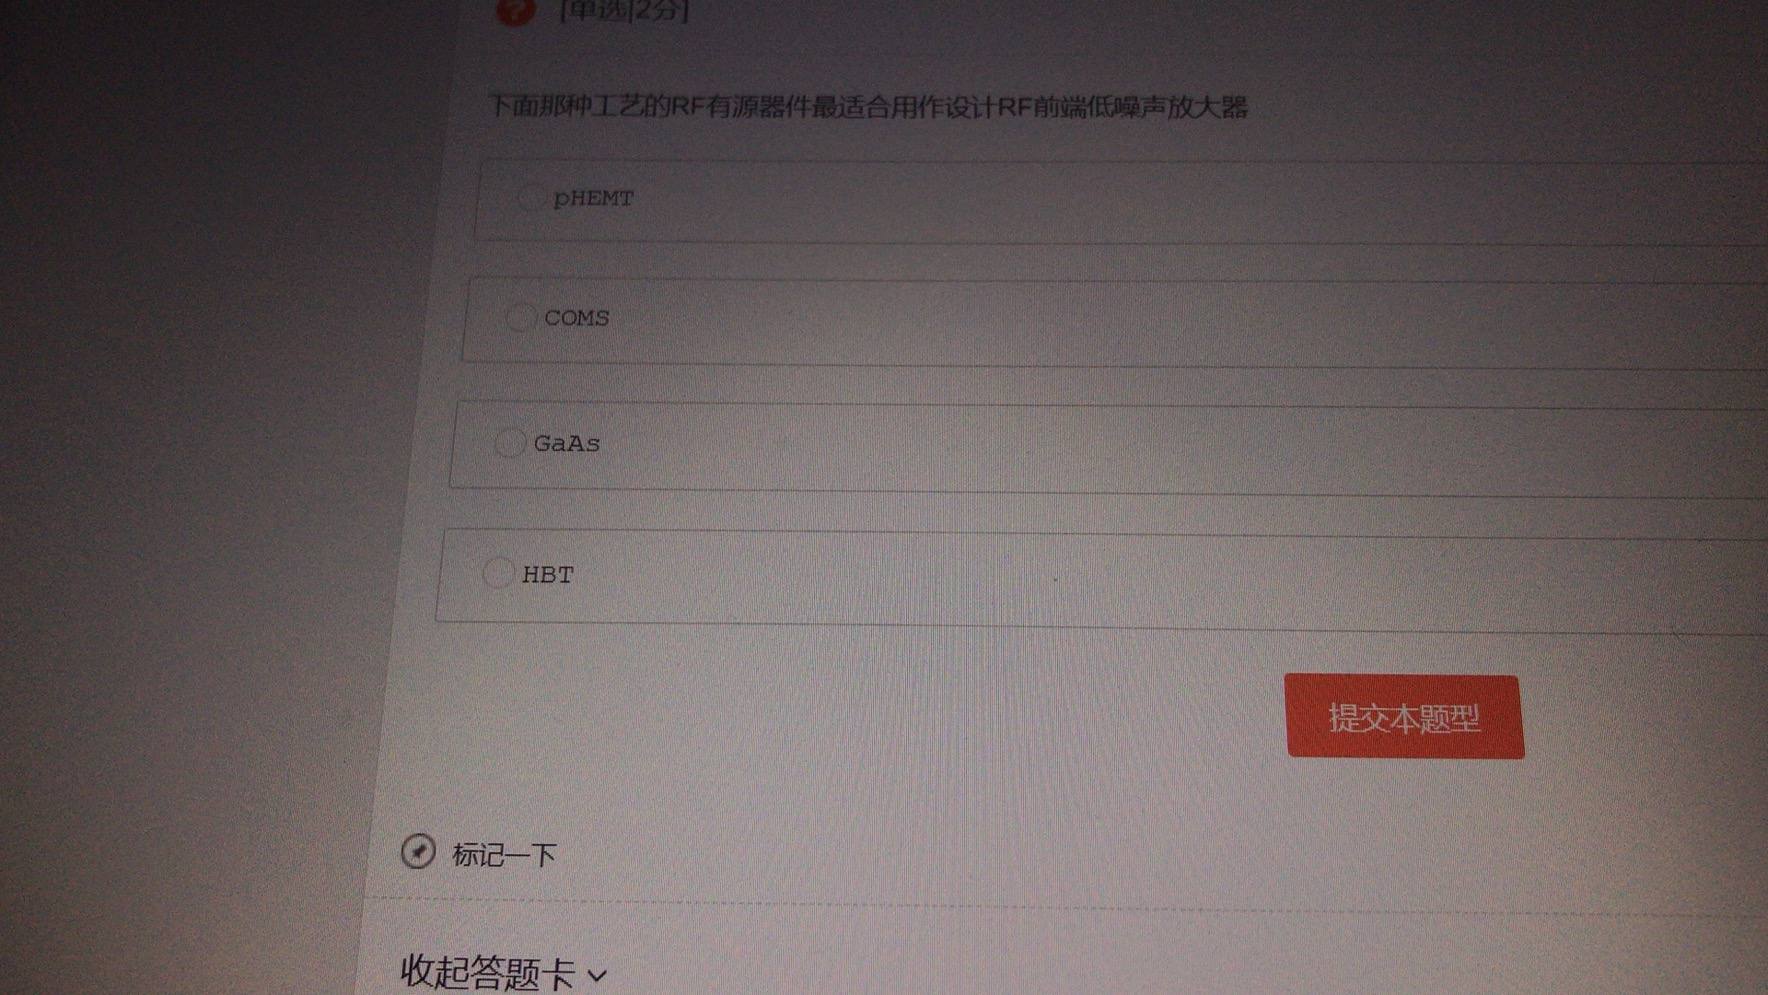 [单选|2分]
下面那种工艺的RF有源器件最适合用作设计RF前端低噪声放大器
pHEMT
COMS
GaAs
HBT
提交本题型
标记一下
收起答题卡